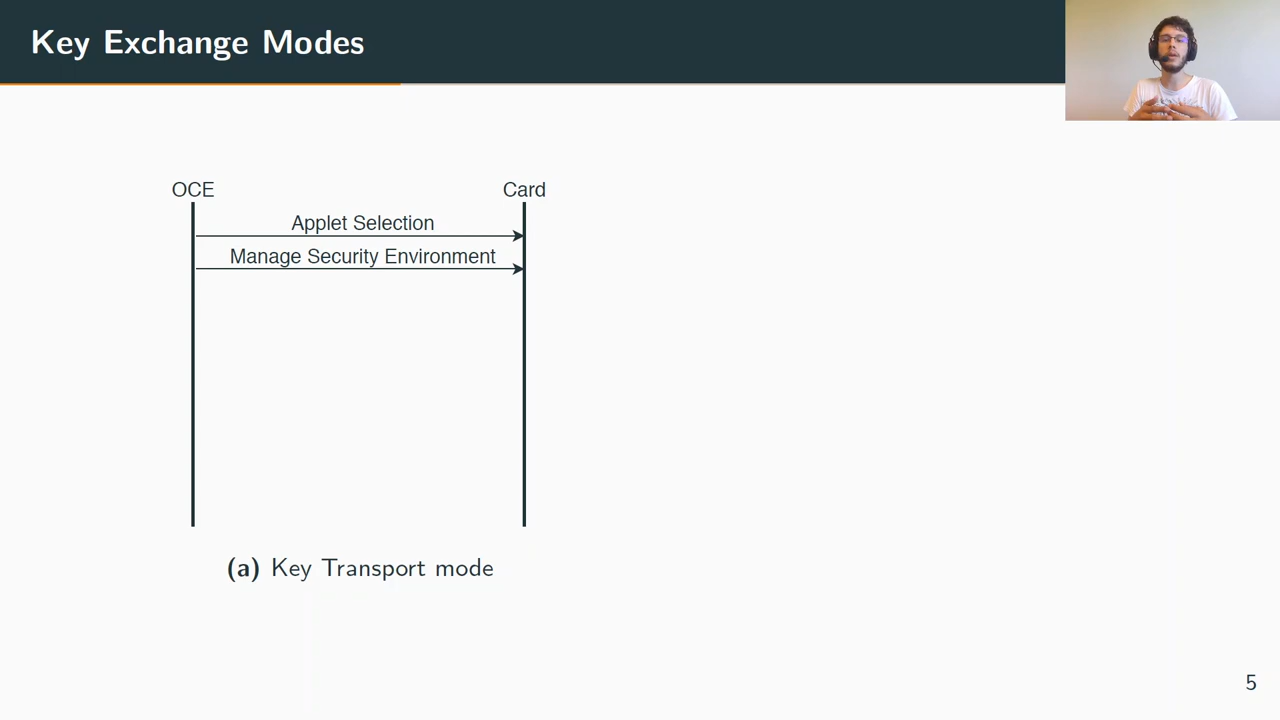 Key Exchange Modes
OCE Card
Applet Selection
Manage Security Environment
(a) Key Transport mode
5